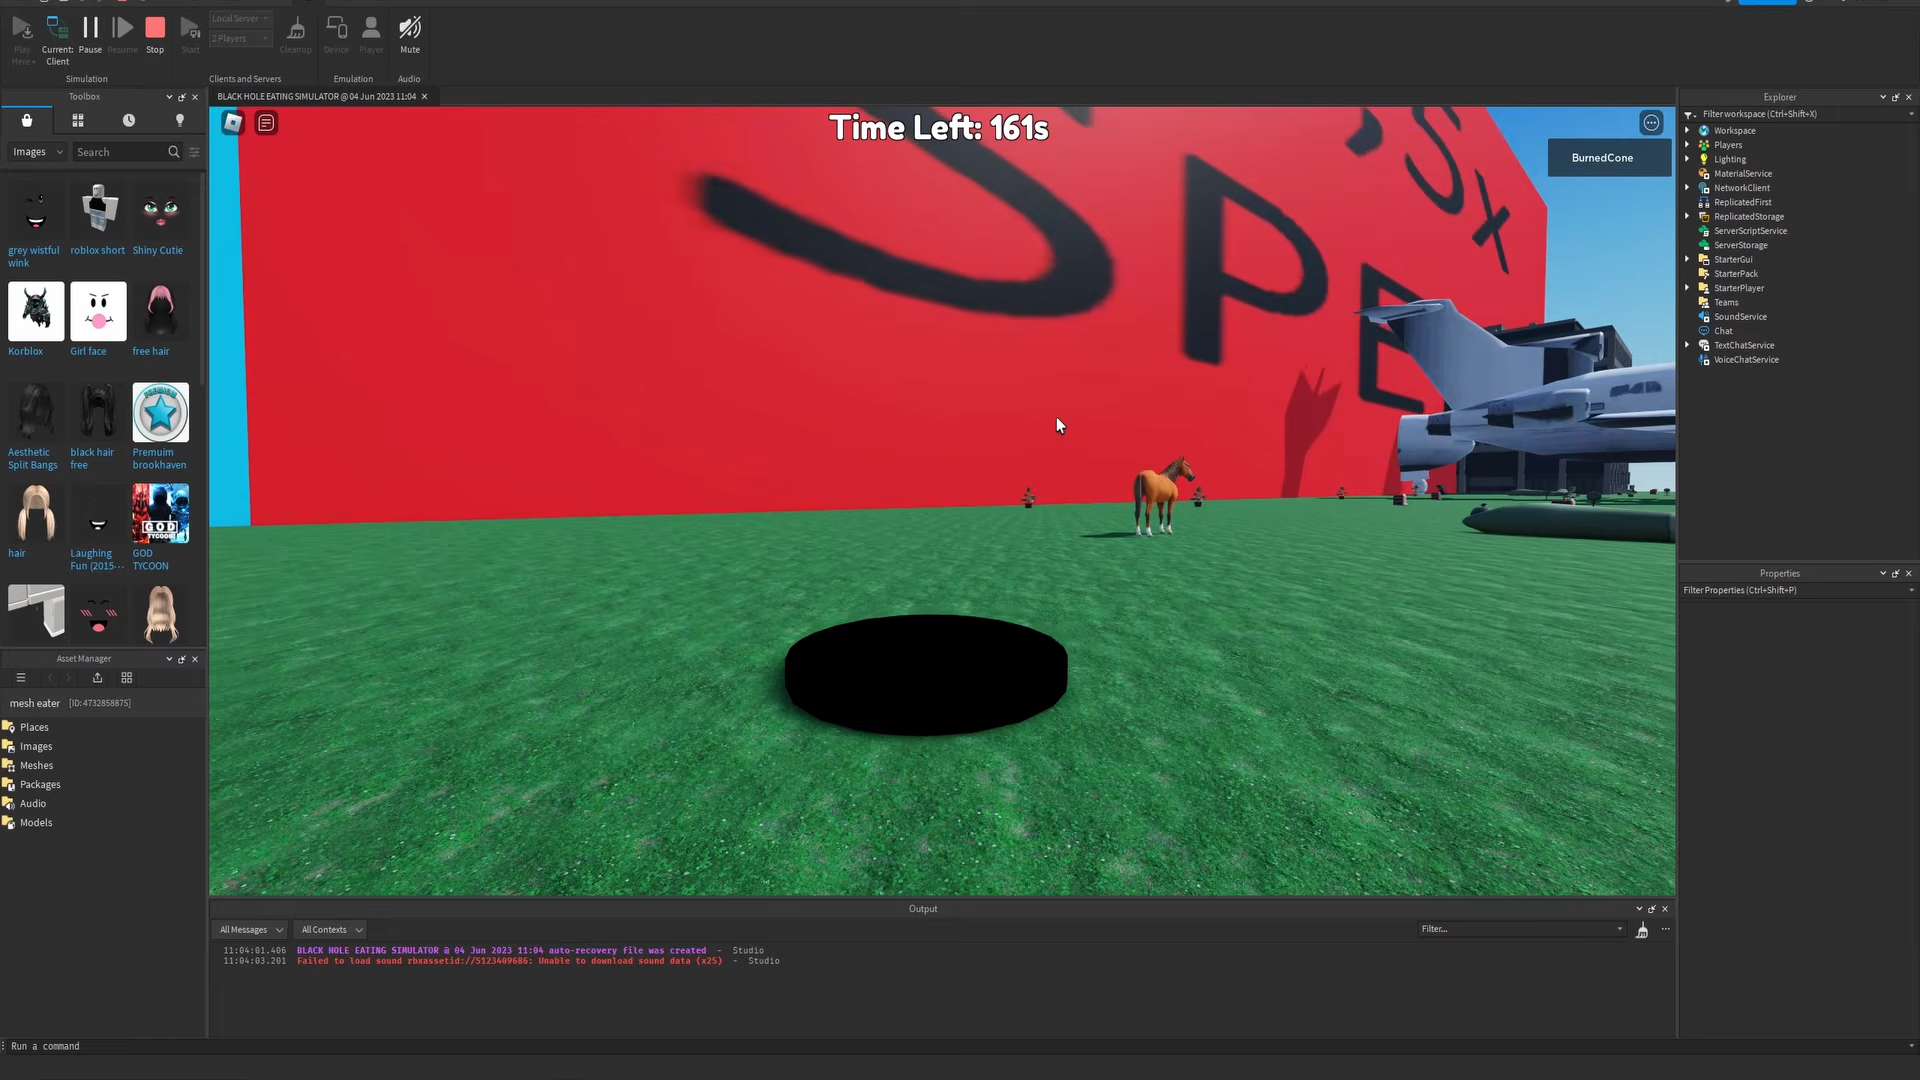 Play
Here
Current:
Client
Pause
Resume
Stop
Start
Local Server
2 Players
Cleanup
Device
Player
Mute
Simulation
Clients and Servers
Emulation
Audio
Toolbox
Images
Search
grey wistful
wink
roblox short
Shiny Cutie
Korblox
Girl face
free hair
Aesthetic
Split Bangs
black hair
free
Premuim
brookhaven
PREMIUM
hair
Laughing
Fun (2015-···
GOD
TYCOON
GOD
TYCOON
Asset Manager
mesh eater [ID: 4732858875]
Places
Images
Meshes
Packages
Audio
Models
BLACK HOLE EATING SIMULATOR @ 04 Jun 2023 11:04
Time Left: 161s
BurnedCone
'S X
S P E
Output
All Messages
All Contexts
Filter...
11:04:01.406 BLACK HOLE EATING SIMULATOR @ 04 Jun 2023 11:04 auto-recovery file was created - Studio
11:04:03.201 Failed to load sound rbxassetid://5123409686: Unable to download sound data (x25) - Studio
Run a command
Explorer
Filter workspace (Ctrl+Shift+X)
Workspace
Players
Lighting
MaterialService
NetworkClient
ReplicatedFirst
ReplicatedStorage
ServerScriptService
ServerStorage
StarterGui
StarterPack
StarterPlayer
Teams
SoundService
Chat
TextChatService
VoiceChatService
Properties
Filter Properties (Ctrl+Shift+P)